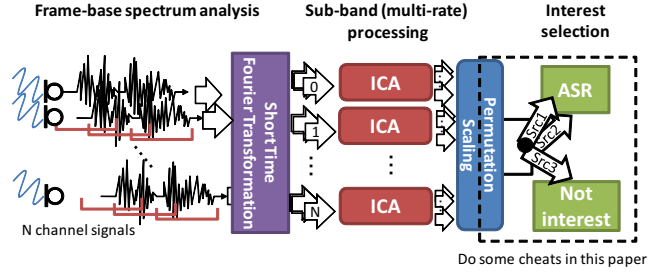 Frame-base spectrum analysis
Sub-band (multi-rate)
processing
Interest
selection
Short Time
Fourier Transformation
0
1
N
ICA
ICA
ICA
Permutation
Scaling
Src1
Src2
Src3
ASR
Not
interest
N channel signals
Do some cheats in this paper